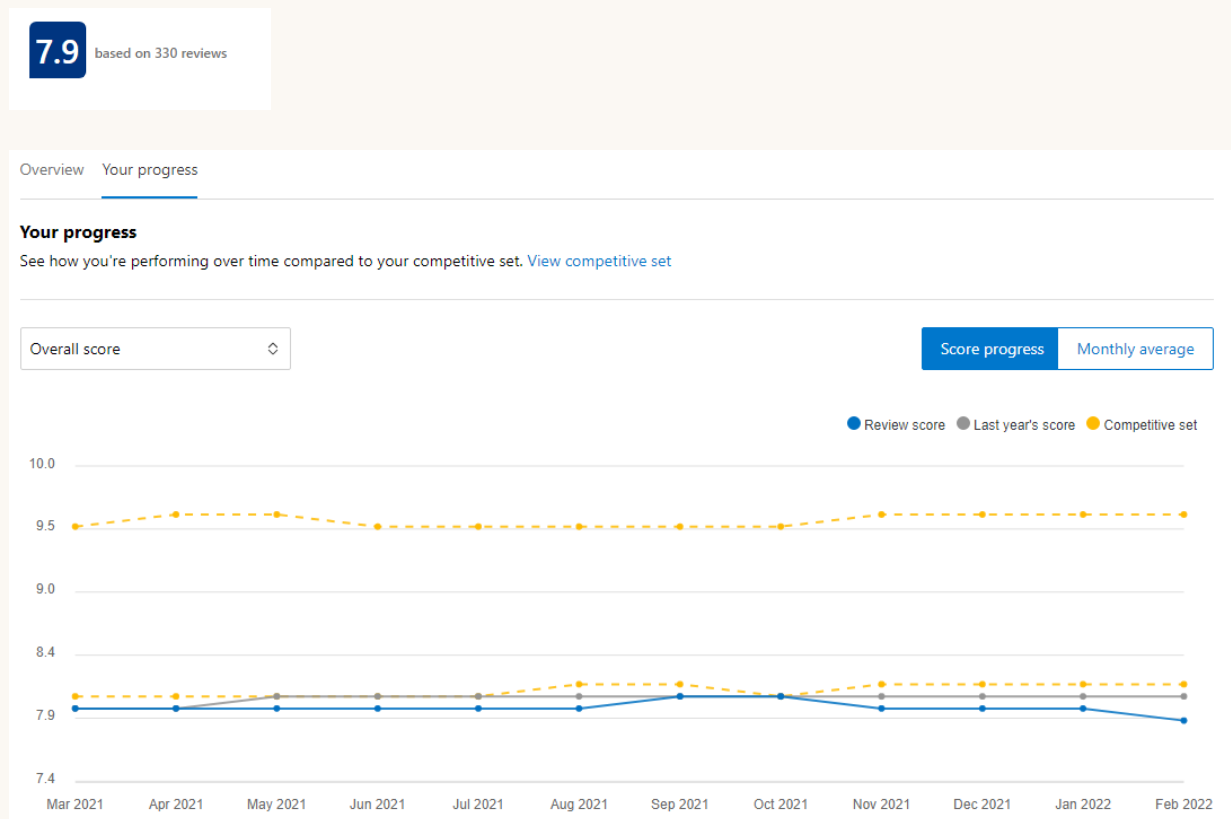 7.9 based on 330 reviews
Overview Your progress
Your progress
See how you're performing over time compared to your competitive set. View competitive set
Overall score
Score progress Monthly average
Review score Last year's score Competitive set
10.0
9.5
9.0
8.4
7.9
7.4
Mar 2021 Apr 2021 May 2021 Jun 2021 Jul 2021 Aug 2021 Sep 2021 Oct 2021 Nov 2021 Dec 2021 Jan 2022 Feb 2022